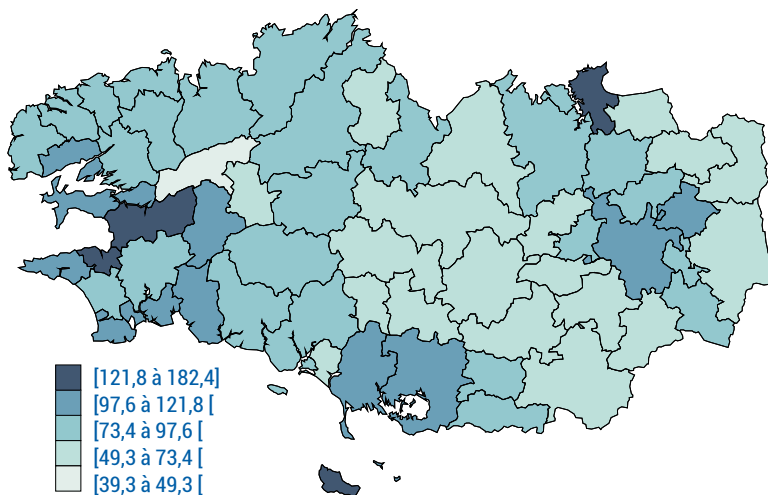 [121,8 à 182,4]
[97,6 à 121,8 [
[73,4 à 97,6 [
[49,3 à 73,4 [
[39,3 à 49,3 [